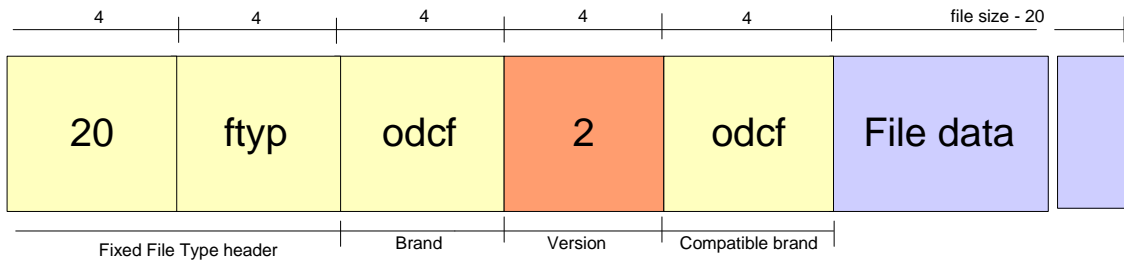 4 4 4 4 4 file size - 20
20 ftyp odcf 2 odcf File data
Fixed File Type header Brand Version Compatible brand